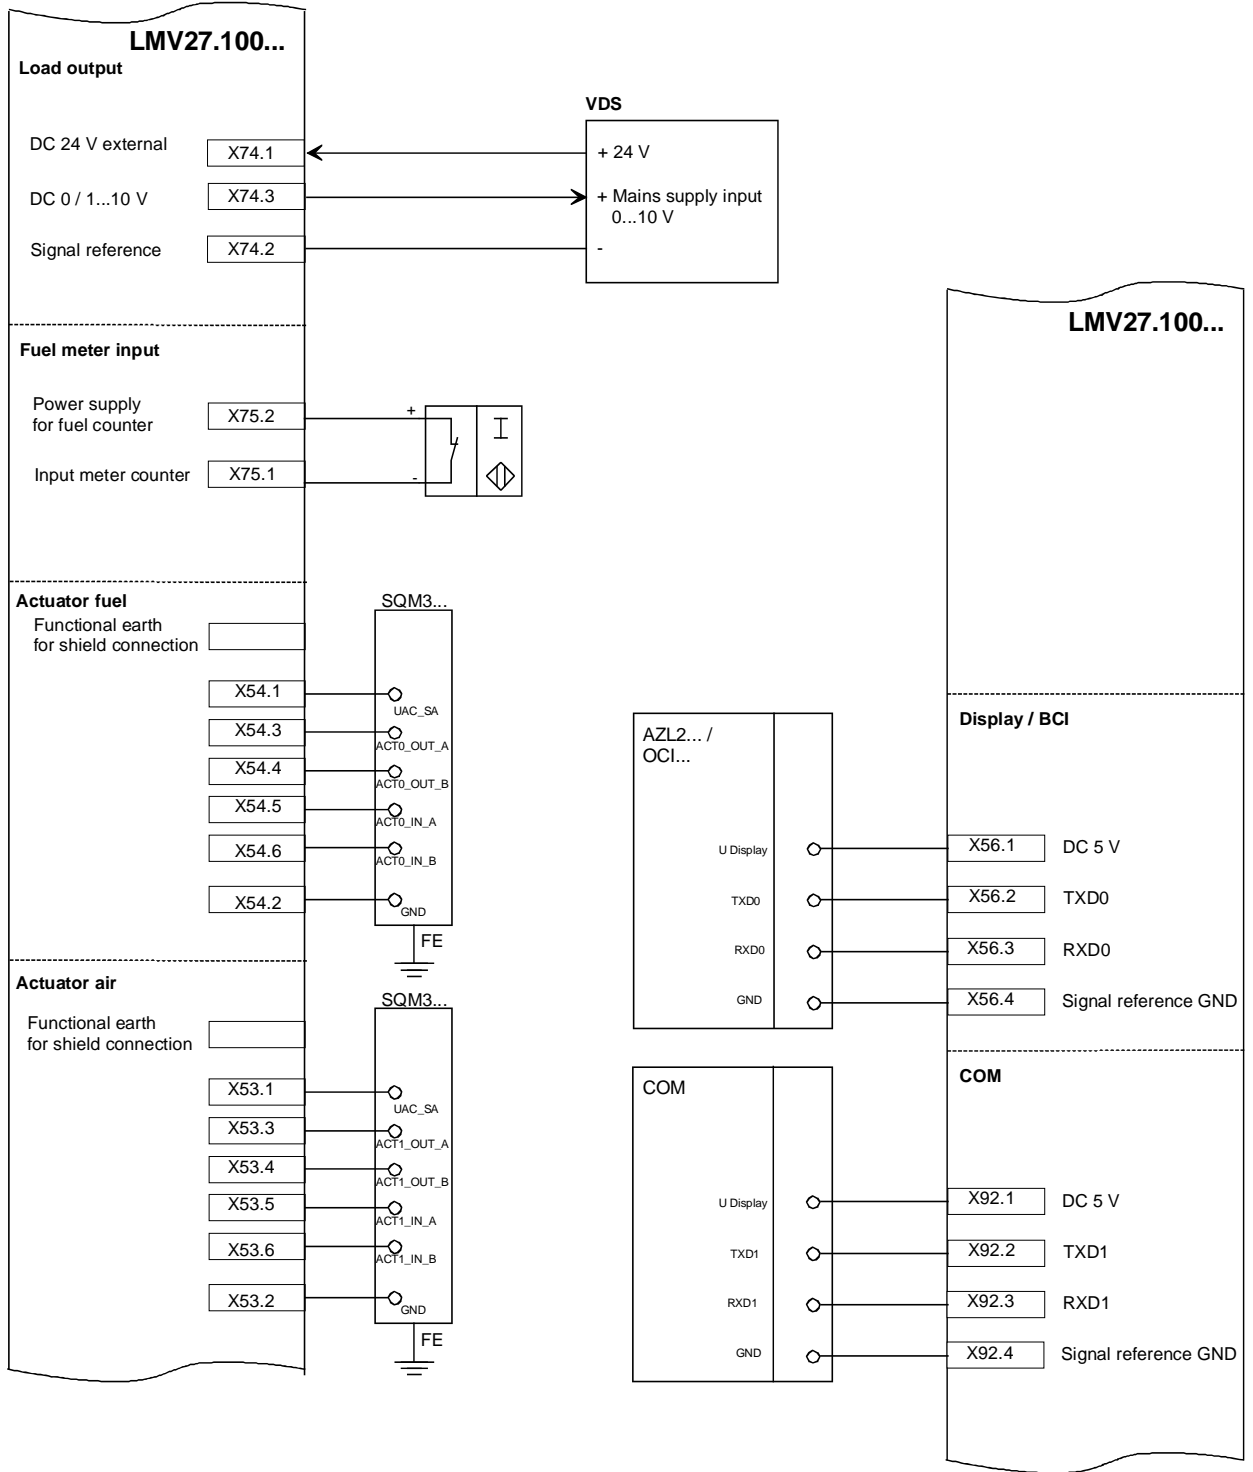 LMV27.100...
Load output
DC 24 V external
X74.1
DC 0 / 1...10 V
X74.3
Signal reference
X74.2
VDS
+ 24 V
+ Mains supply input
0...10 V
-
Fuel meter input
Power supply
for fuel counter
X75.2
+
Input meter counter
X75.1
-
Actuator fuel
Functional earth
for shield connection
SQM3...
X54.1
UAC_SA
X54.3
ACT0_OUT_A
X54.4
ACT0_OUT_B
X54.5
ACT0_IN_A
X54.6
ACT0_IN_B
X54.2
GND
FE
Actuator air
Functional earth
for shield connection
SQM3...
X53.1
UAC_SA
X53.3
ACT1_OUT_A
X53.4
ACT1_OUT_B
X53.5
ACT1_IN_A
X53.6
ACT1_IN_B
X53.2
GND
FE
LMV27.100...
Display / BCI
AZL2... /
OCI...
U Display
X56.1
DC 5 V
TXD0
X56.2
TXD0
RXD0
X56.3
RXD0
GND
X56.4
Signal reference GND
COM
COM
U Display
X92.1
DC 5 V
TXD1
X92.2
TXD1
RXD1
X92.3
RXD1
GND
X92.4
Signal reference GND